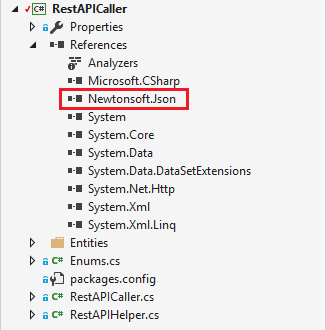 RestAPICaller
Properties
References
Analyzers
Microsoft.CSharp
Newtonsoft.Json
System
System.Core
System.Data
System.Data.DataSetExtensions
System.Net.Http
System.Xml
System.Xml.Linq
Entities
C# Enums.cs
packages.config
C# RestAPICaller.cs
C# RestAPIHelper.cs